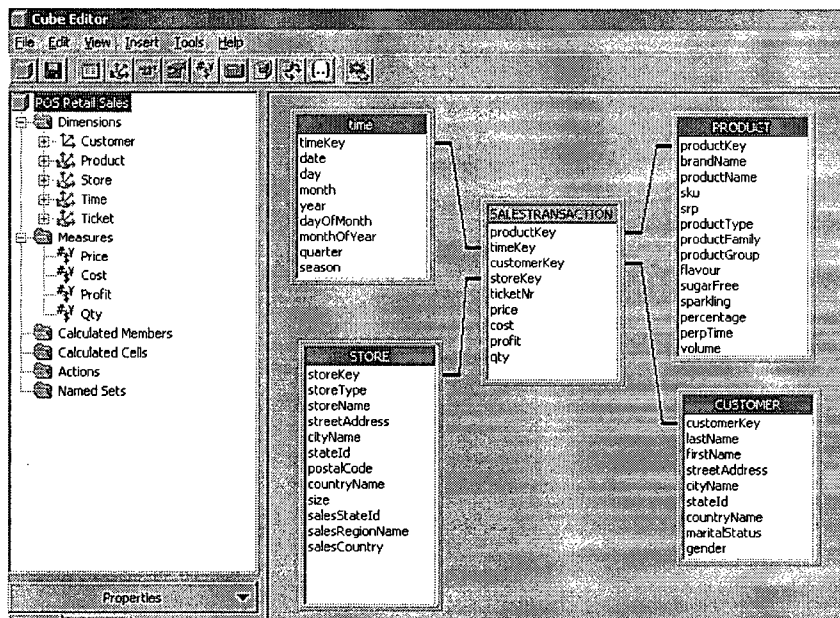 Cube Editor
File Edit View Insert Tools Help
POS Retail Sales
Dimensions
Customer
Product
Store
Time
Ticket
Measures
Price
Cost
Profit
Qty
Calculated Members
Calculated Cells
Actions
Named Sets
Properties
time
timeKey
date
day
month
year
dayOfMonth
monthOfYear
quarter
season
STORE
storeKey
storeType
storeName
streetAddress
cityName
stateId
postalCode
countryName
size
salesStateId
salesRegionName
salesCountry
SALESTRANSACTION
productKey
timeKey
customerKey
storeKey
ticketNr
price
cost
profit
qty
PRODUCT
productKey
brandName
productName
sku
srp
productType
productFamily
productGroup
flavour
sugarFree
sparkling
percentage
perpTime
volume
CUSTOMER
customerKey
lastName
firstName
streetAddress
cityName
stateId
countryName
maritalStatus
gender